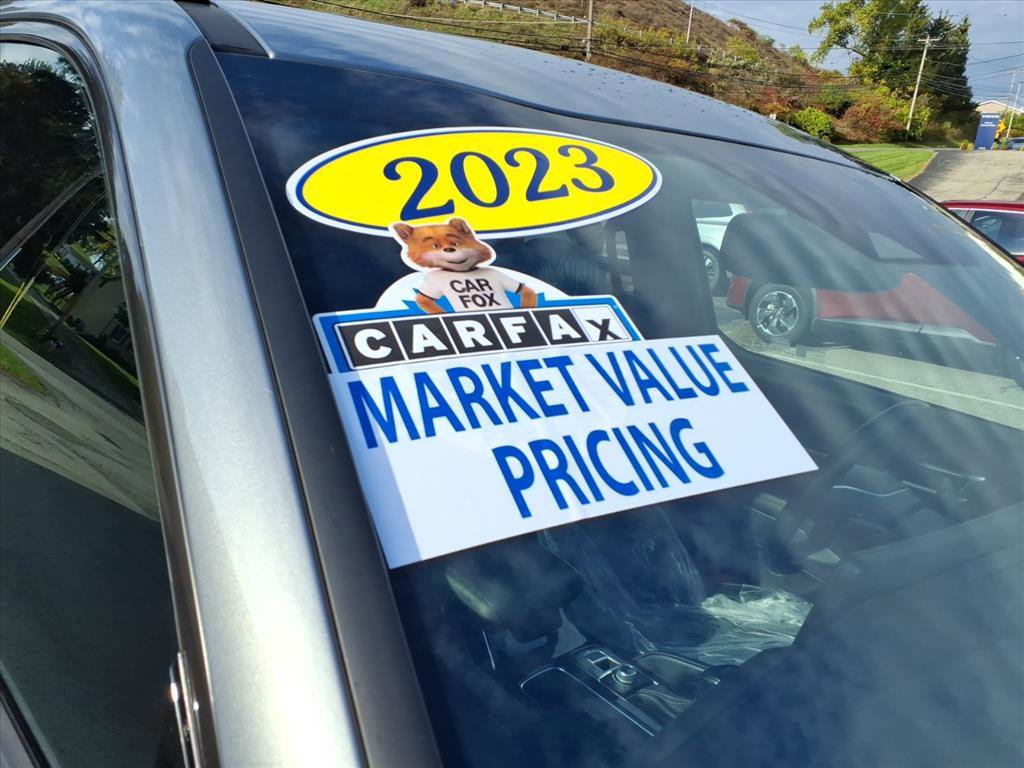 2023
CAR
FOX
CARFAX
MARKET VALUE
PRICING